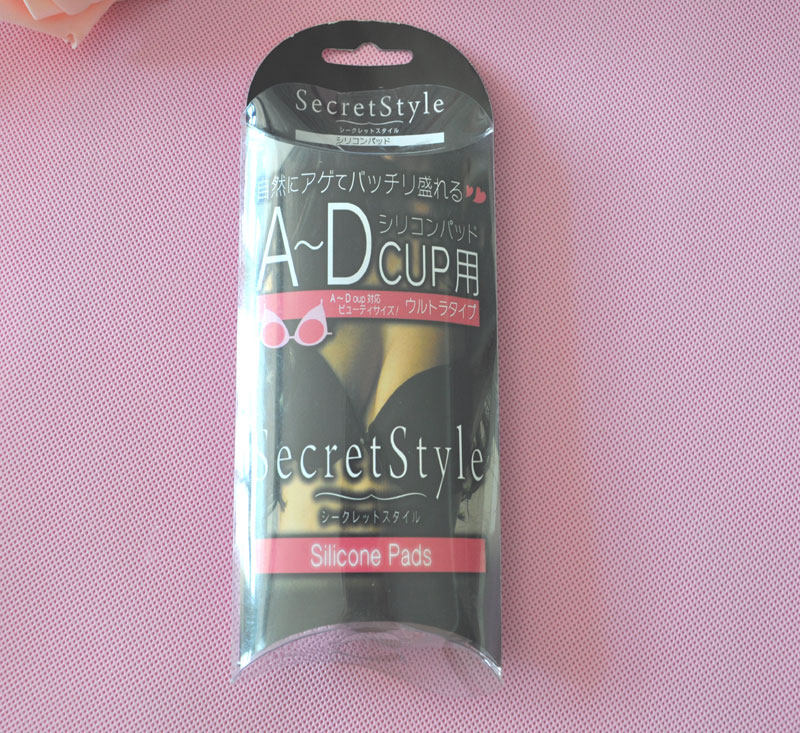 SecretStyle
シークレットスタイル
シリコンパッド
自然にアゲてパッチリ盛れる
A～D シリコンパッド
CUP用
A～D cup 対応
ビューティサイズ! ウルトラタイプ
SecretStyle
シークレットスタイル
Silicone Pads